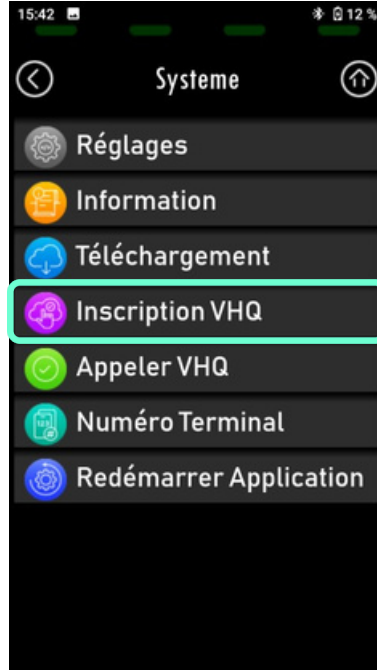 15:42 12 %
Systeme
Réglages
Information
Téléchargement
Inscription VHQ
Appeler VHQ
Numéro Terminal
Redémarrer Application